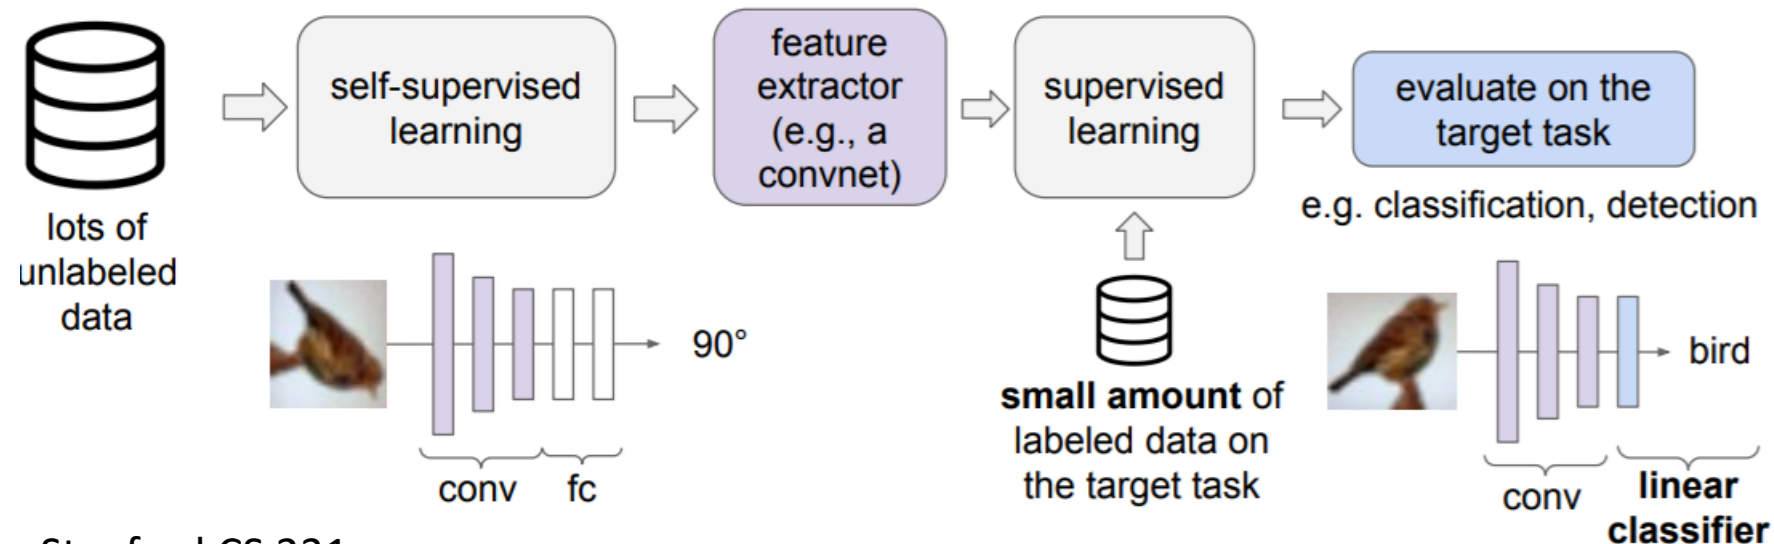 lots of
unlabeled
data
self-supervised
learning
feature
extractor
(e.g., a
convnet)
supervised
learning
evaluate on the
target task
e.g. classification, detection
90°
conv
fc
small amount of
labeled data on
the target task
bird
conv
linear
classifier